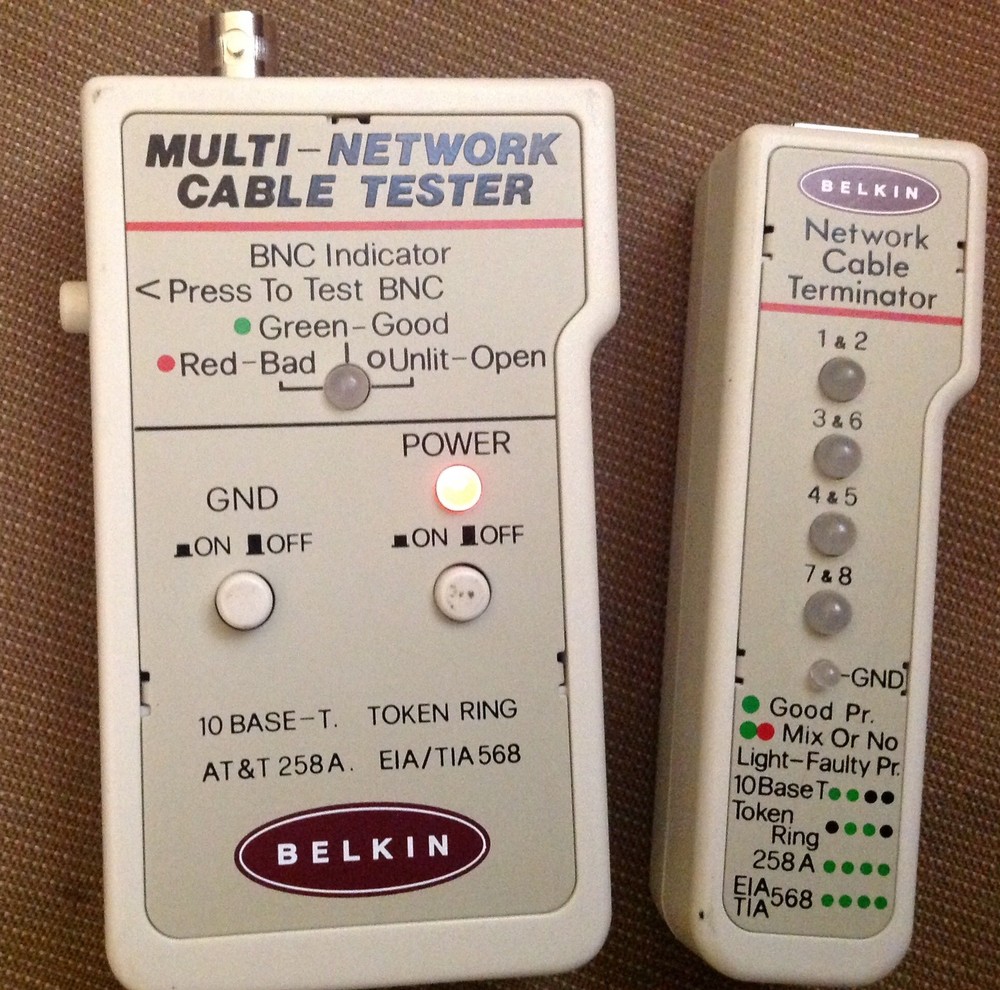 MULTI-NETWORK
CABLE TESTER
BNC Indicator
< Press To Test BNC
Green-Good
Red-Bad Unlit-Open
POWER
GND
ON OFF ON OFF
10 BASE-T. TOKEN RING
AT&T 258A. EIA/TIA 568
BELKIN
BELKIN
Network
Cable
Terminator
1 & 2
3 & 6
4 & 5
7 & 8
-GND
Good Pr.
Mix Or No
Light-Faulty Pr.
10Base T
Token
Ring
258A
EIA 568
TIA